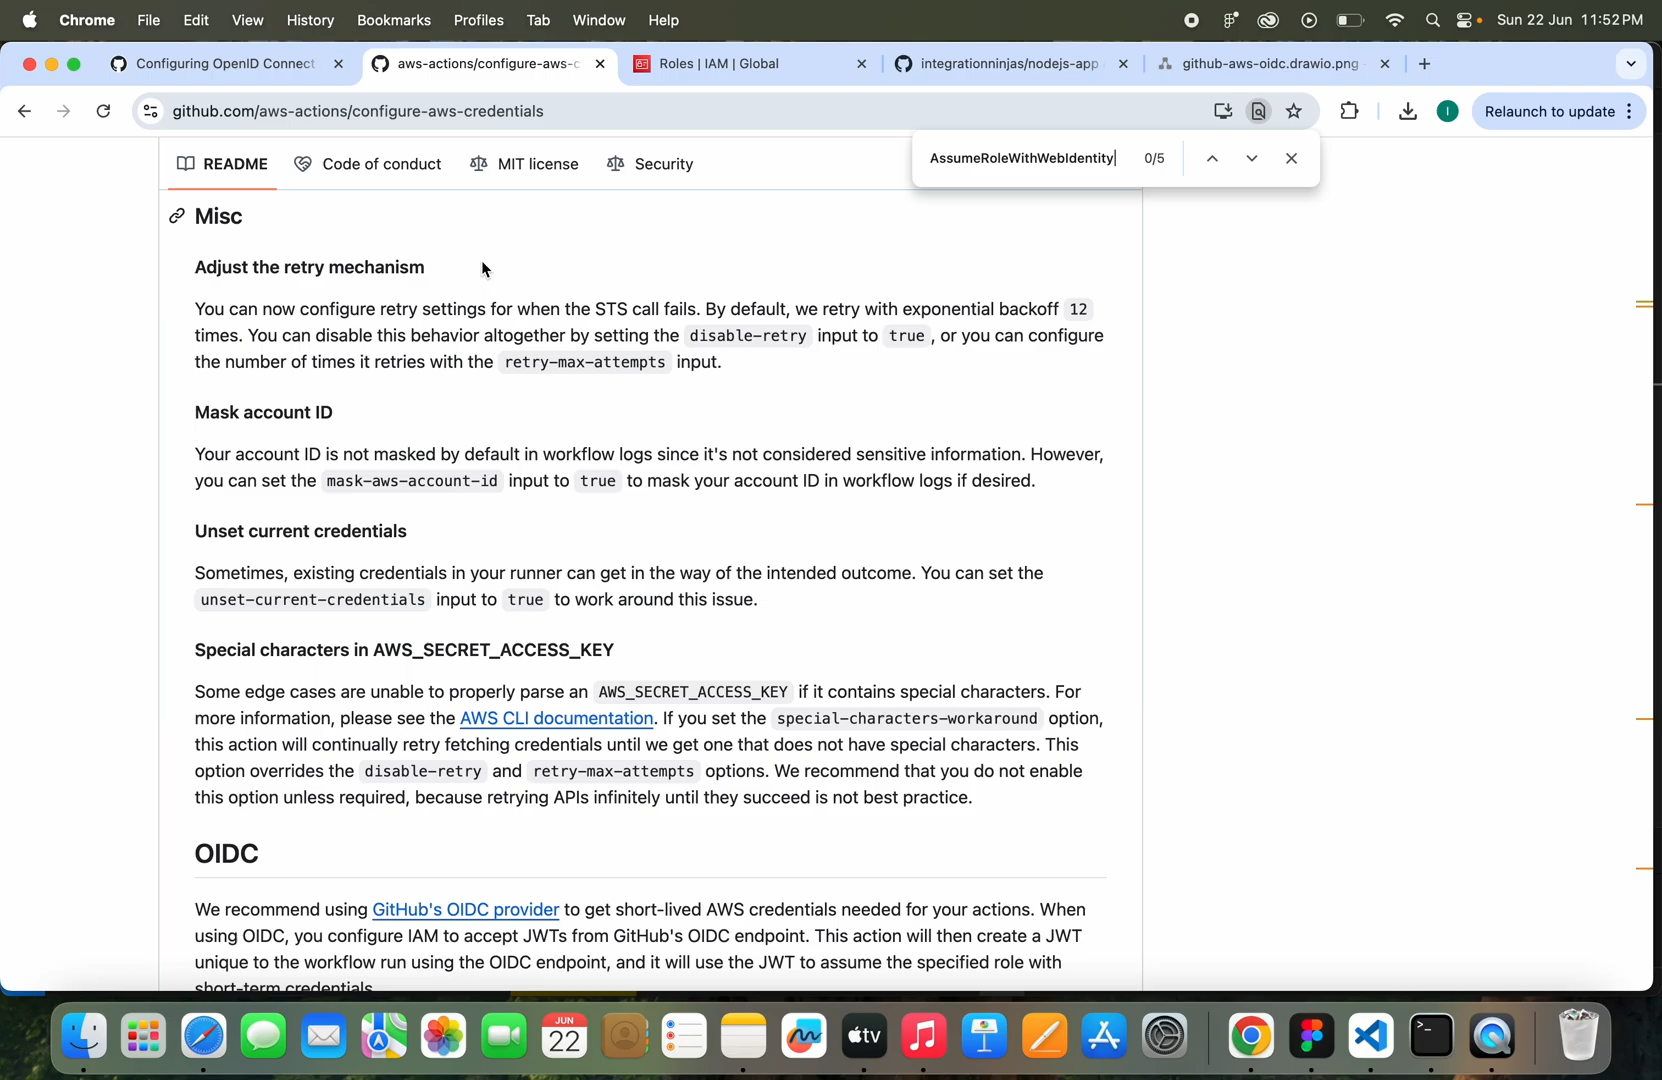 Chrome File Edit View History Bookmarks Profiles Tab Window Help Sun 22 Jun 11:52PM
Configuring OpenID Connect aws-actions/configure-aws-c Roles | IAM | Global integrationninjas/nodejs-app github-aws-oidc.drawio.png
github.com/aws-actions/configure-aws-credentials I Relaunch to update
README Code of conduct MIT license Security
AssumeRoleWithWebIdentity 0/5
Misc
Adjust the retry mechanism
You can now configure retry settings for when the STS call fails. By default, we retry with exponential backoff 12
times. You can disable this behavior altogether by setting the disable-retry input to true, or you can configure
the number of times it retries with the retry-max-attempts input.
Mask account ID
Your account ID is not masked by default in workflow logs since it's not considered sensitive information. However,
you can set the mask-aws-account-id input to true to mask your account ID in workflow logs if desired.
Unset current credentials
Sometimes, existing credentials in your runner can get in the way of the intended outcome. You can set the
unset-current-credentials input to true to work around this issue.
Special characters in AWS_SECRET_ACCESS_KEY
Some edge cases are unable to properly parse an AWS_SECRET_ACCESS_KEY if it contains special characters. For
more information, please see the AWS CLI documentation. If you set the special-characters-workaround option,
this action will continually retry fetching credentials until we get one that does not have special characters. This
option overrides the disable-retry and retry-max-attempts options. We recommend that you do not enable
this option unless required, because retrying APIs infinitely until they succeed is not best practice.
OIDC
We recommend using GitHub's OIDC provider to get short-lived AWS credentials needed for your actions. When
using OIDC, you configure IAM to accept JWTs from GitHub's OIDC endpoint. This action will then create a JWT
unique to the workflow run using the OIDC endpoint, and it will use the JWT to assume the specified role with
short-term credentials.
JUN
22
tv